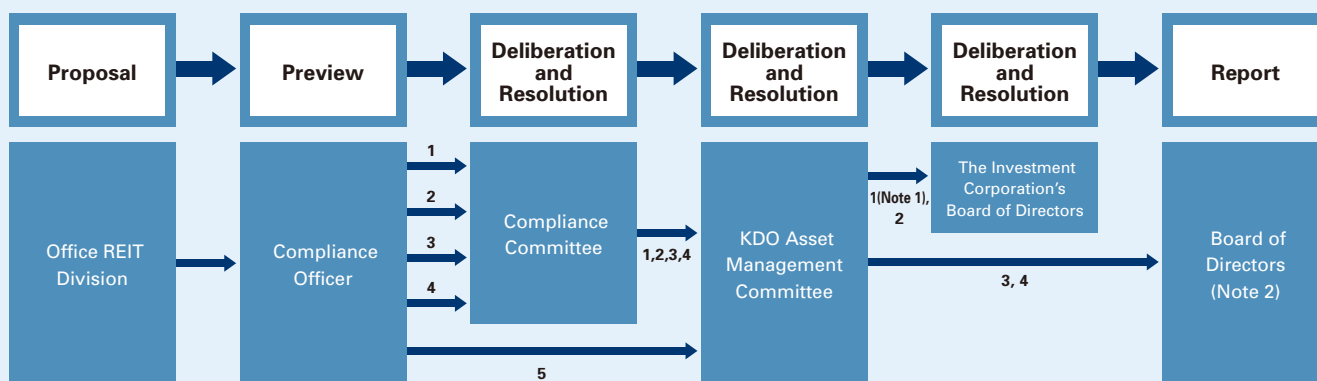 Proposal
Preview
Deliberation
and
Resolution
Deliberation
and
Resolution
Deliberation
and
Resolution
Report
Office REIT
Division
Compliance
Officer
1
2
3
4
5
Compliance
Committee
1,2,3,4
KDO Asset
Management
Committee
1(Note 1),
2
The Investment
Corporation’s
Board of Directors
3, 4
Board of
Directors
(Note 2)